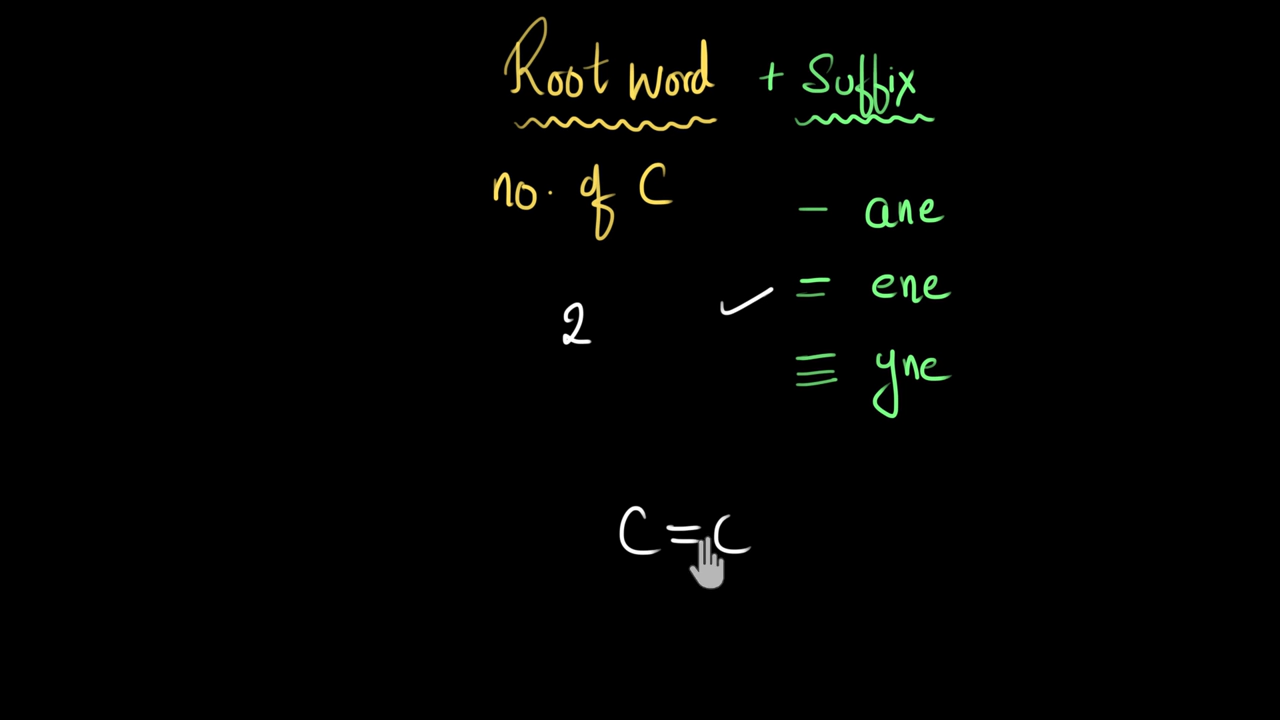 Root word + Suffix
no. of C
- ane
2 ✓ = ene
≡ yne
C=C